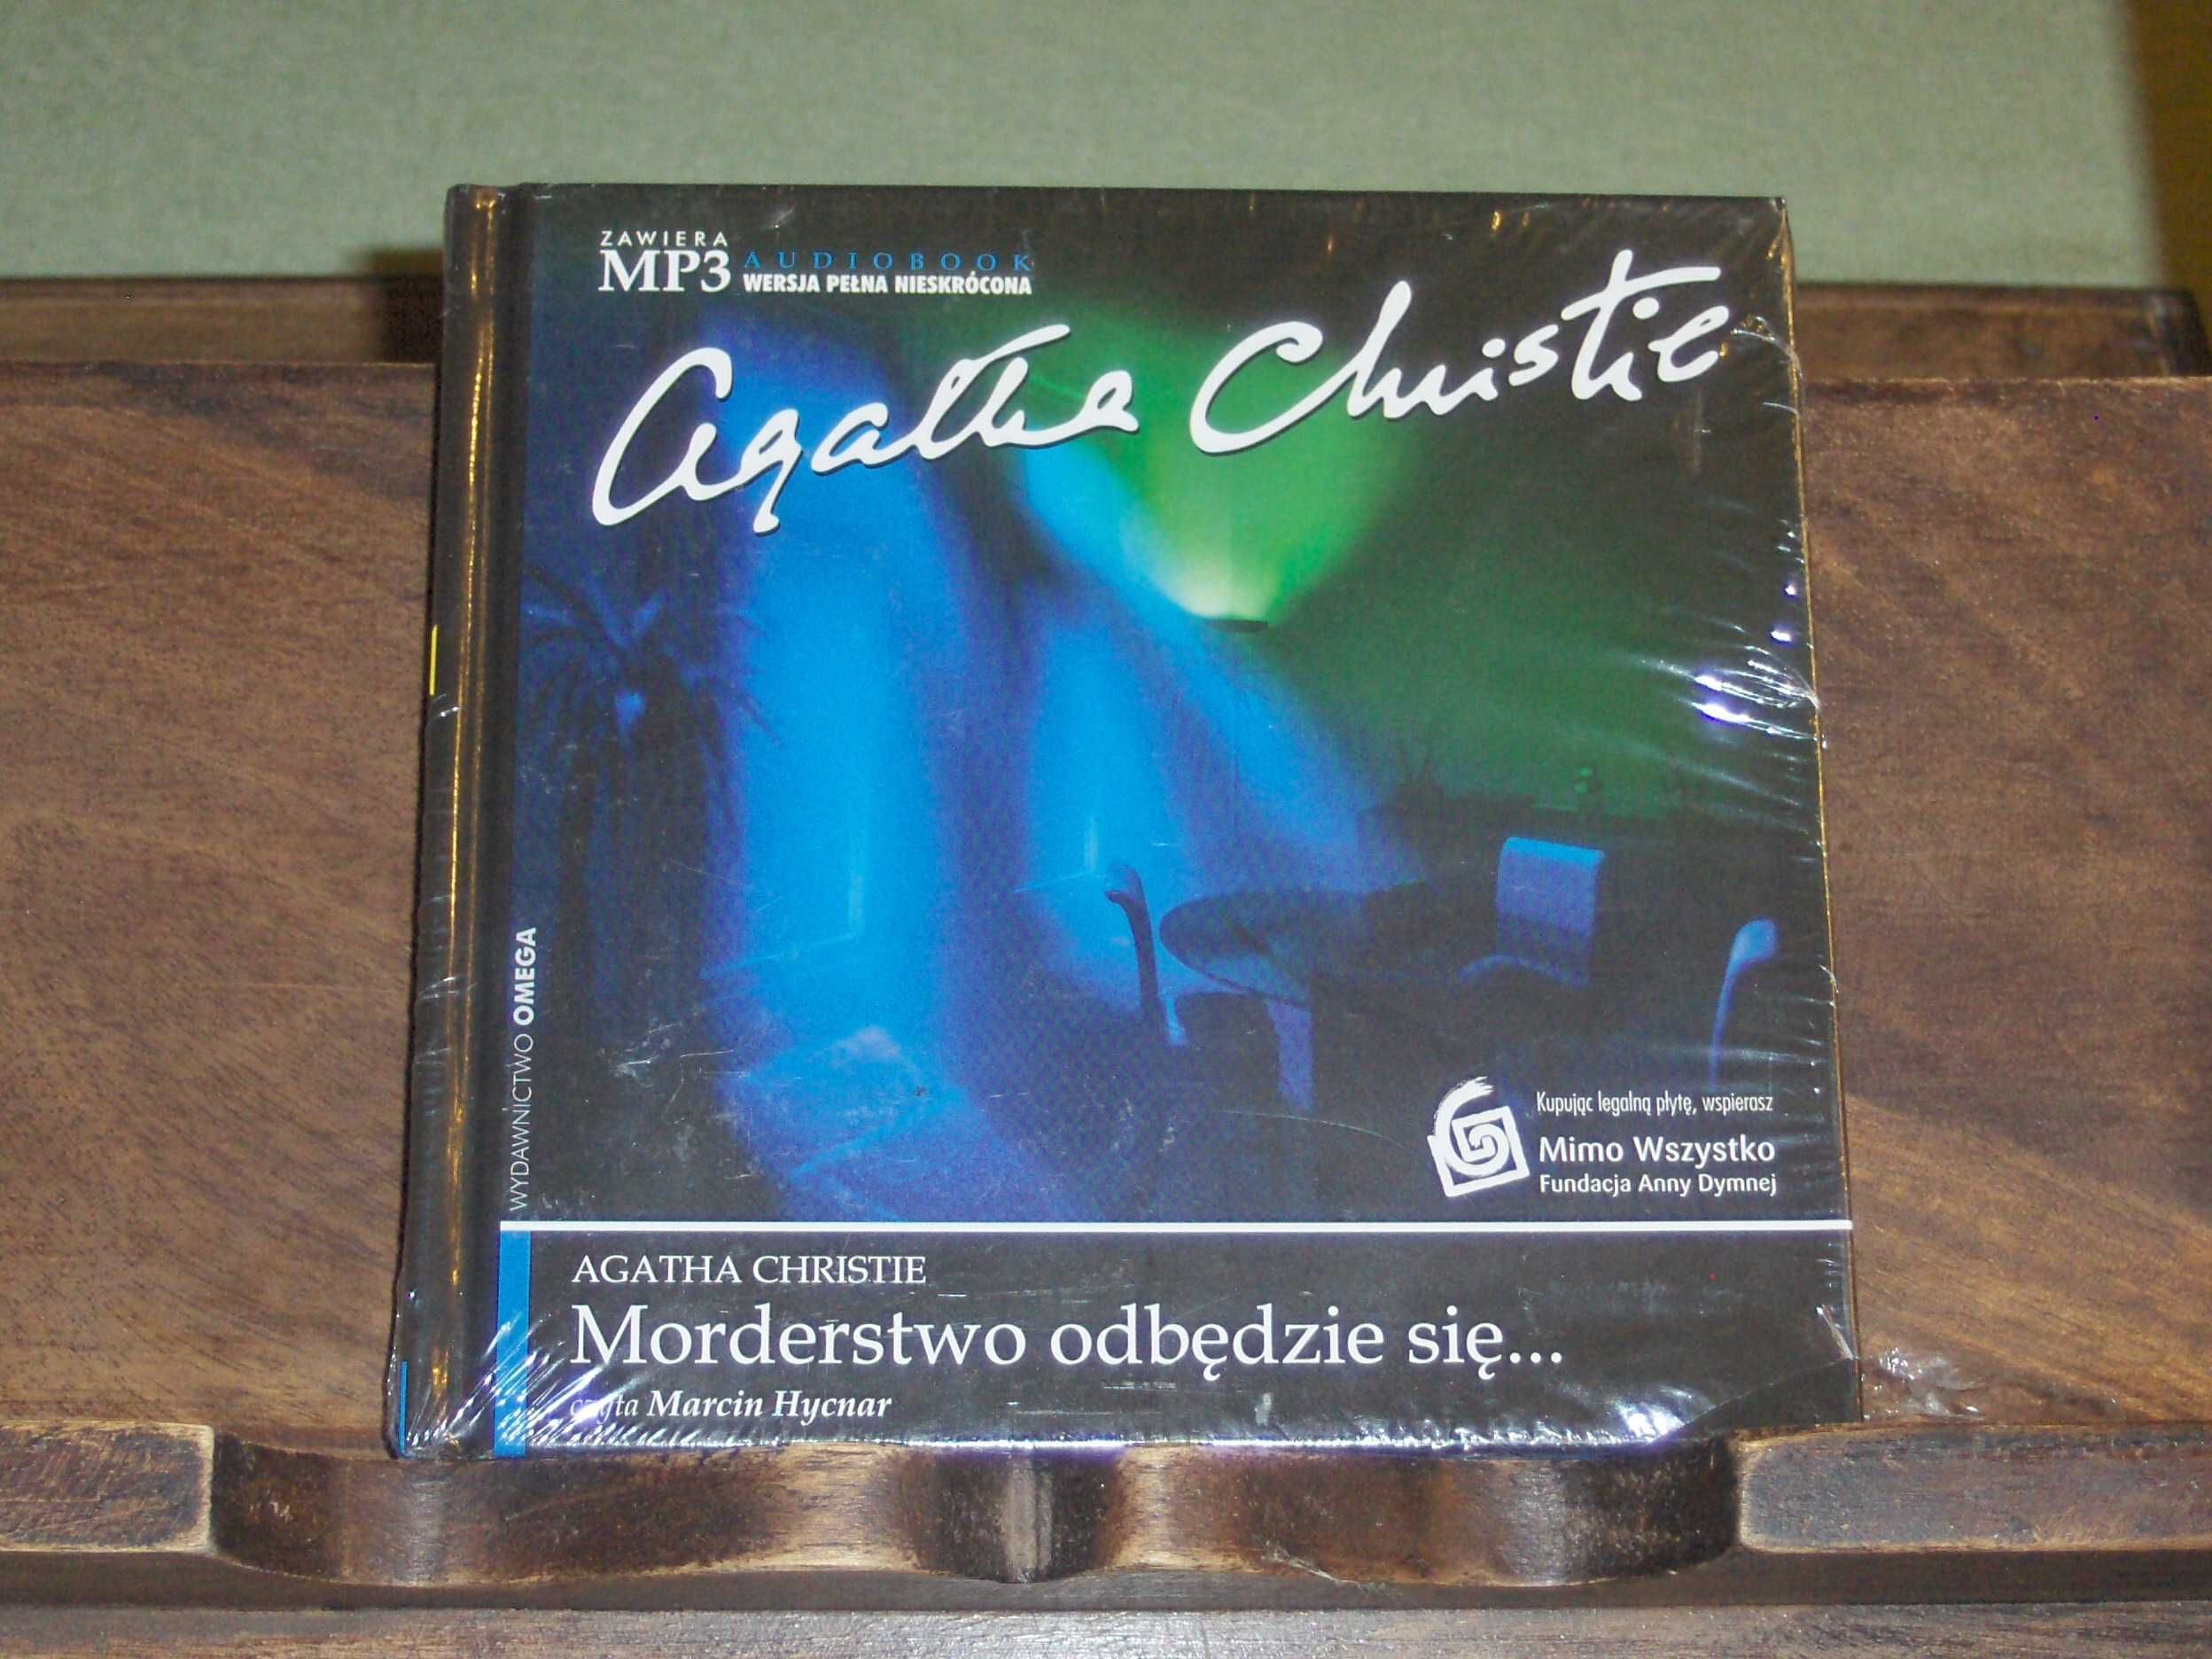 ZAWIERA
MP3 AUDIOBOOK
WERSJA PEŁNA NIESKRÓCONA
Agatha Christie
WYDAWNICTWO OMEGA
Kupując legalną płytę, wspierasz
Mimo Wszystko
Fundacja Anny Dymnej
AGATHA CHRISTIE
Morderstwo odbędzie się...
czyta Marcin Hycnar